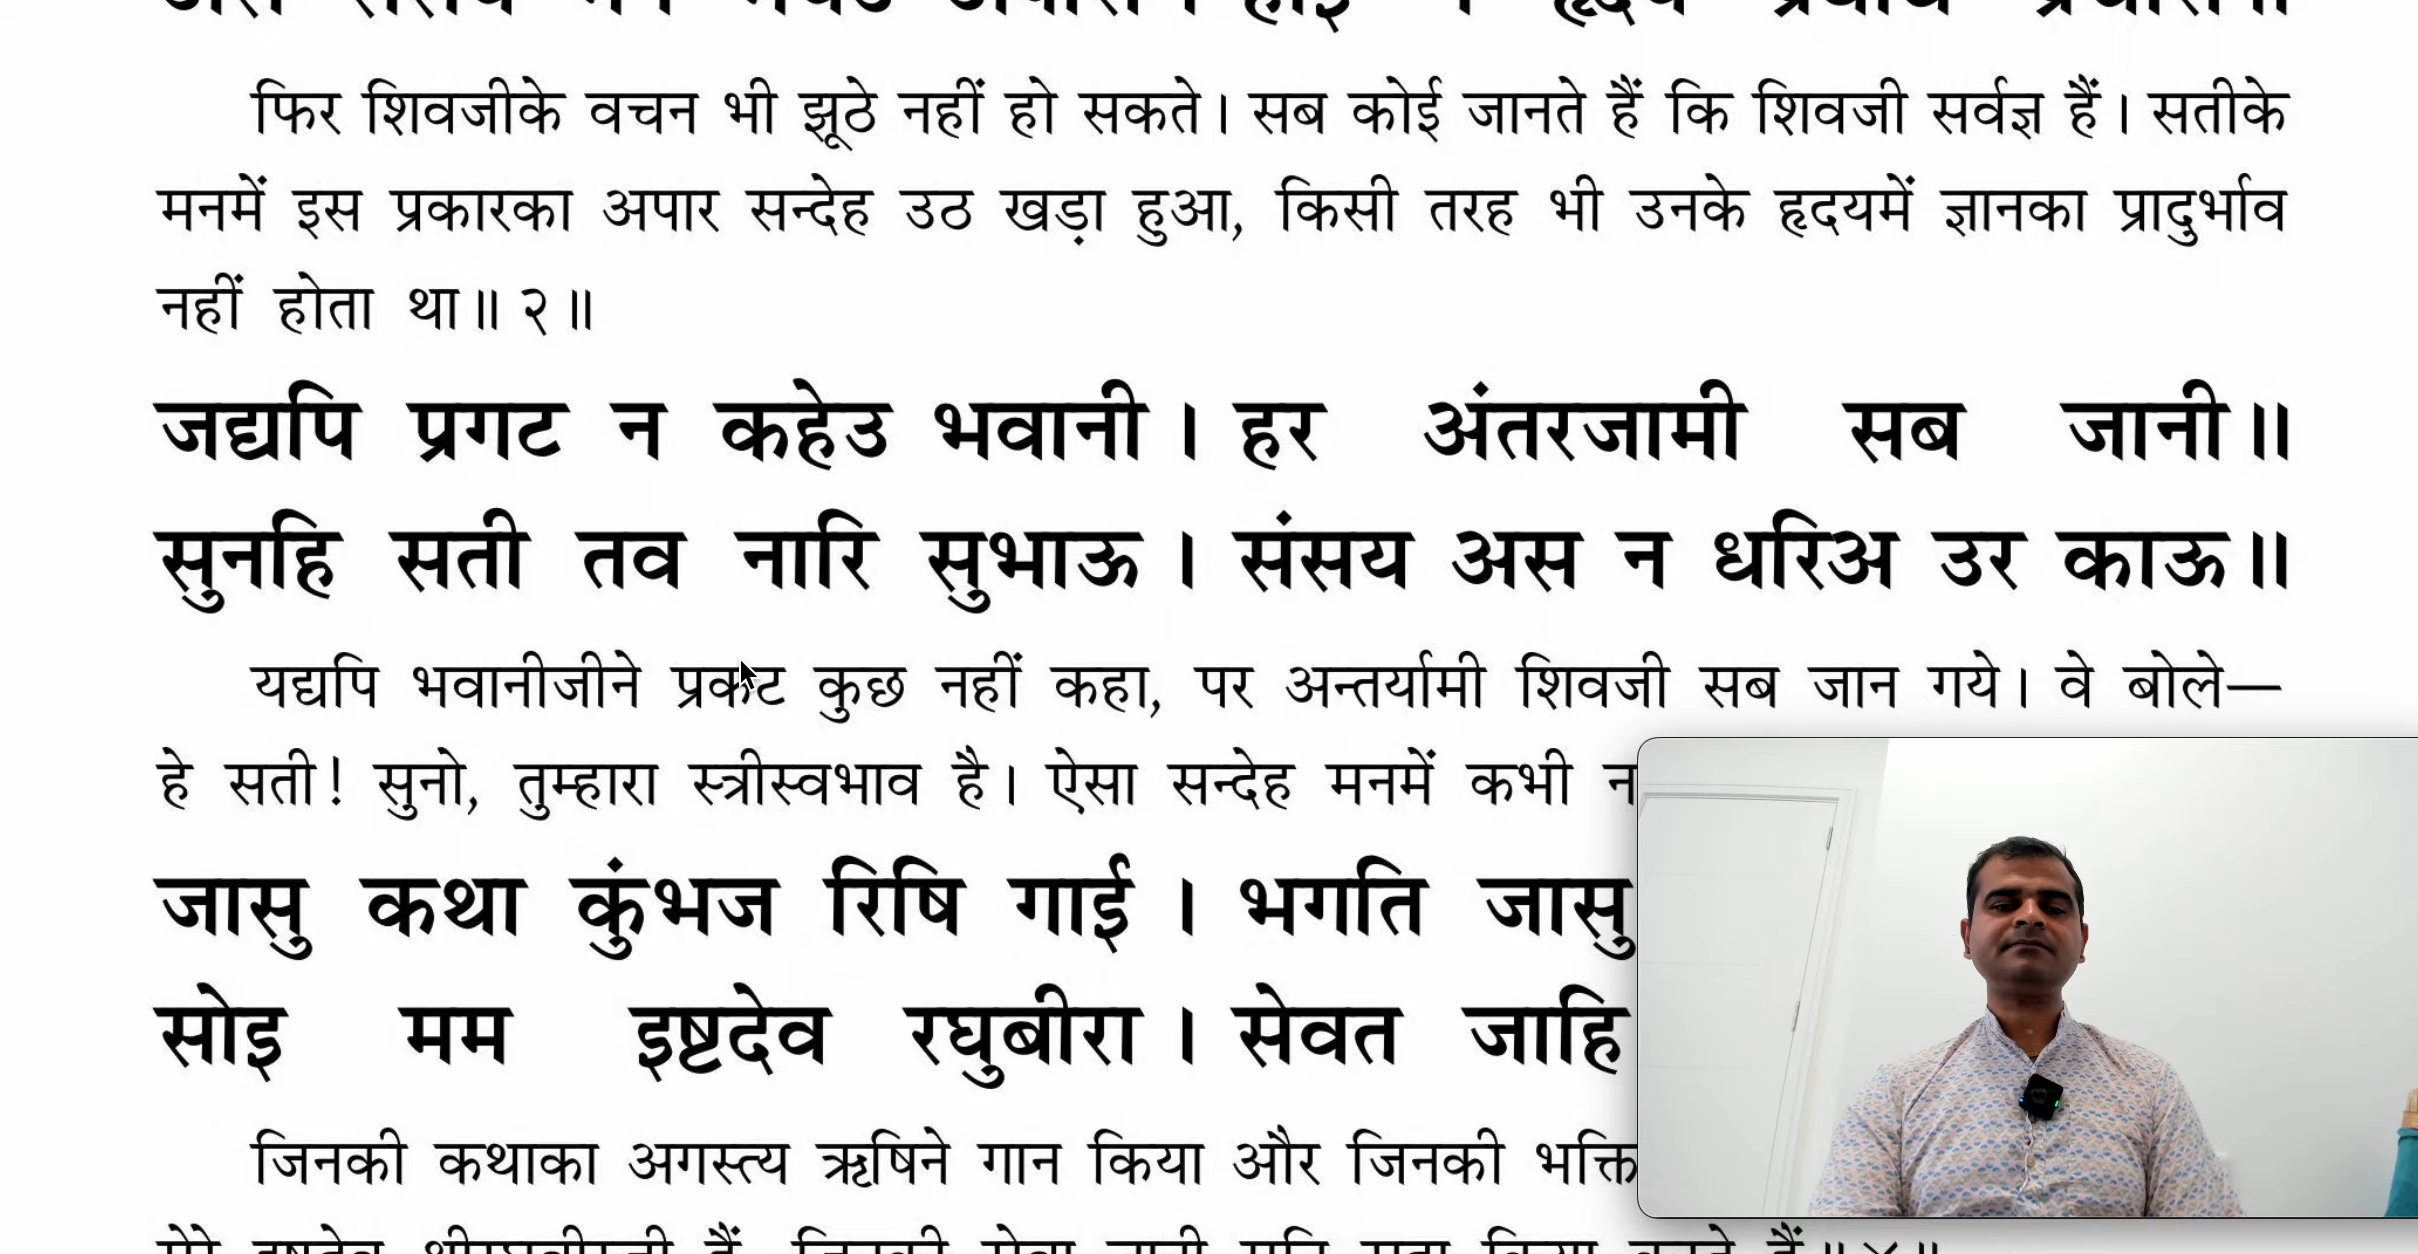 फिर शिवजीके वचन भी झूठे नहीं हो सकते। सब कोई जानते हैं कि शिवजी सर्वज्ञ हैं। सतीके
मनमें इस प्रकारका अपार सन्देह उठ खड़ा हुआ, किसी तरह भी उनके हृदयमें ज्ञानका प्रादुर्भाव
नहीं होता था॥ २॥
जद्यपि प्रगट न कहेउ भवानी। हर अंतरजामी सब जानी॥
सुनहि सती तव नारि सुभाऊ। संसय अस न धरिअ उर काऊ॥
यद्यपि भवानीजीने प्रकट कुछ नहीं कहा, पर अन्तर्यामी शिवजी सब जान गये। वे बोले—
हे सती! सुनो, तुम्हारा स्त्रीस्वभाव है। ऐसा सन्देह मनमें कभी न
जासु कथा कुंभज रिषि गाई। भगति जासु
सोइ मम इष्टदेव रघुबीरा। सेवत जाहि
जिनकी कथाका अगस्त्य ऋषिने गान किया और जिनकी भक्ति